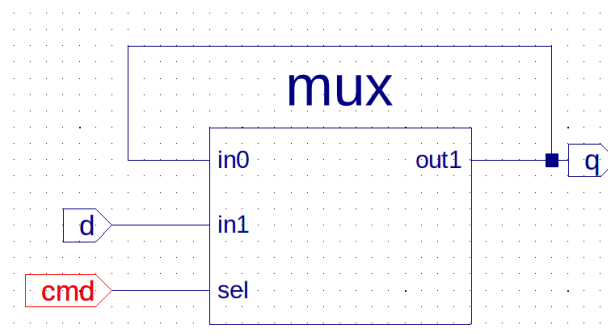 mux
in0 out1 q
d in1
cmd sel